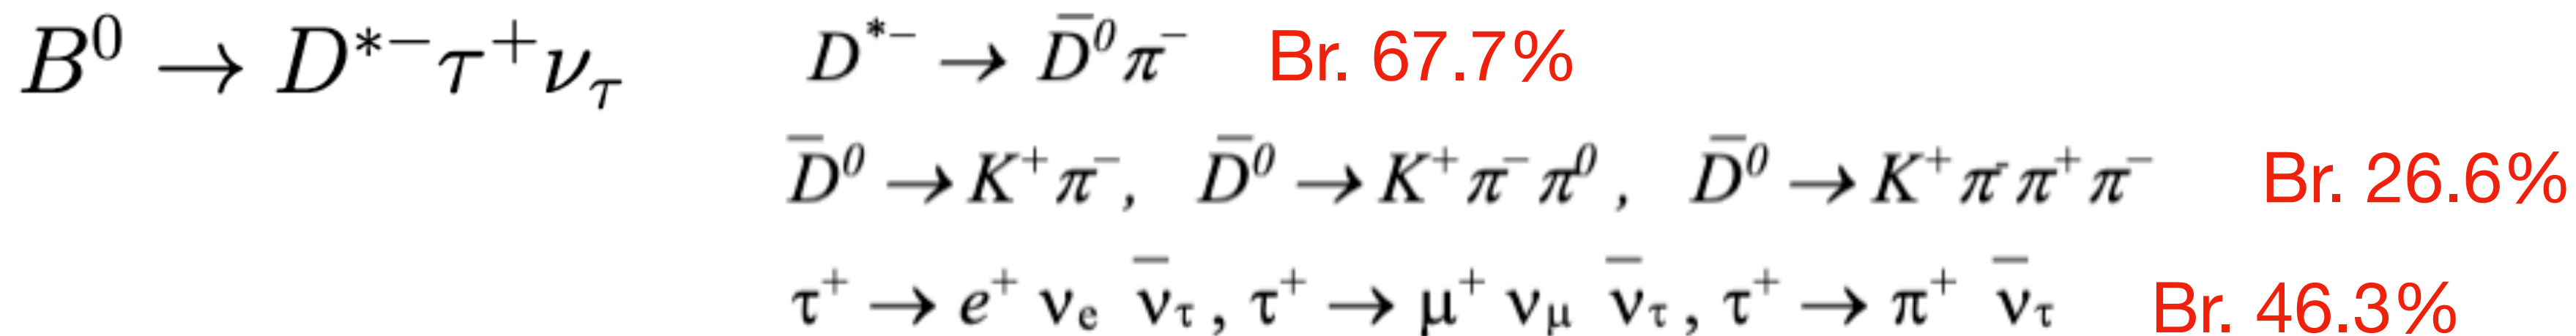 B⁰ → D*⁻τ⁺ν_τ D*⁻ → D̅⁰π⁻ Br. 67.7%
D̅⁰ → K⁺π⁻, D̅⁰ → K⁺π⁻π⁰, D̅⁰ → K⁺π⁻π⁺π⁻ Br. 26.6%
τ⁺ → e⁺ ν_e ν̅_τ, τ⁺ → μ⁺ ν_μ ν̅_τ, τ⁺ → π⁺ ν̅_τ Br. 46.3%